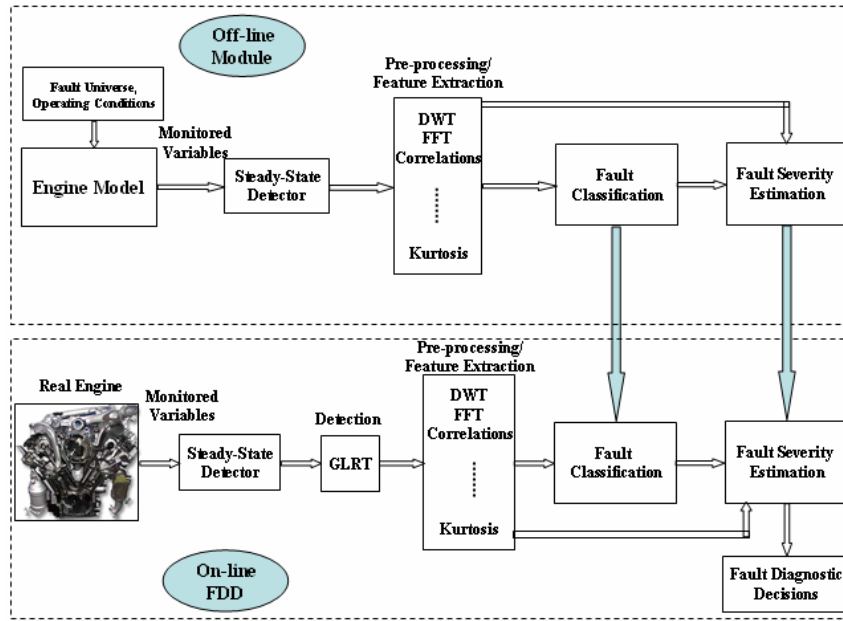 Off-line
Module
Fault Universe,
Operating Conditions
Engine Model
Monitored
Variables
Steady-State
Detector
Pre-processing/
Feature Extraction
DWT
FFT
Correlations
Kurtosis
Fault
Classification
Fault Severity
Estimation
Real Engine
Monitored
Variables
Steady-State
Detector
Detection
GLRT
Pre-processing/
Feature Extraction
DWT
FFT
Correlations
Kurtosis
Fault
Classification
Fault Severity
Estimation
Fault Diagnostic
Decisions
On-line
FDD